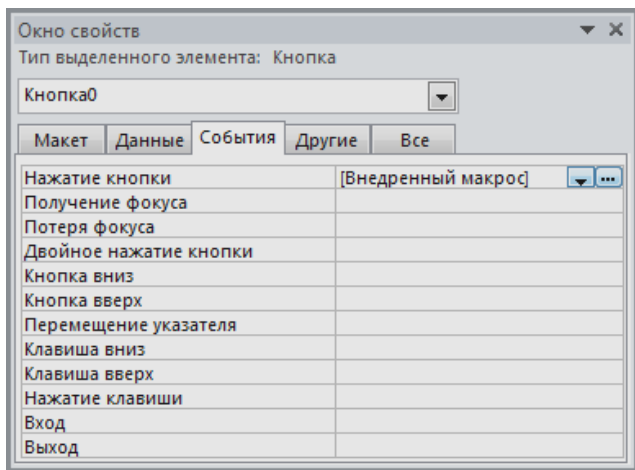 Окно свойств
Тип выделенного элемента: Кнопка
Кнопка0
Макет Данные События Другие Все
Нажатие кнопки [Внедренный макрос]
Получение фокуса
Потеря фокуса
Двойное нажатие кнопки
Кнопка вниз
Кнопка вверх
Перемещение указателя
Клавиша вниз
Клавиша вверх
Нажатие клавиши
Вход
Выход